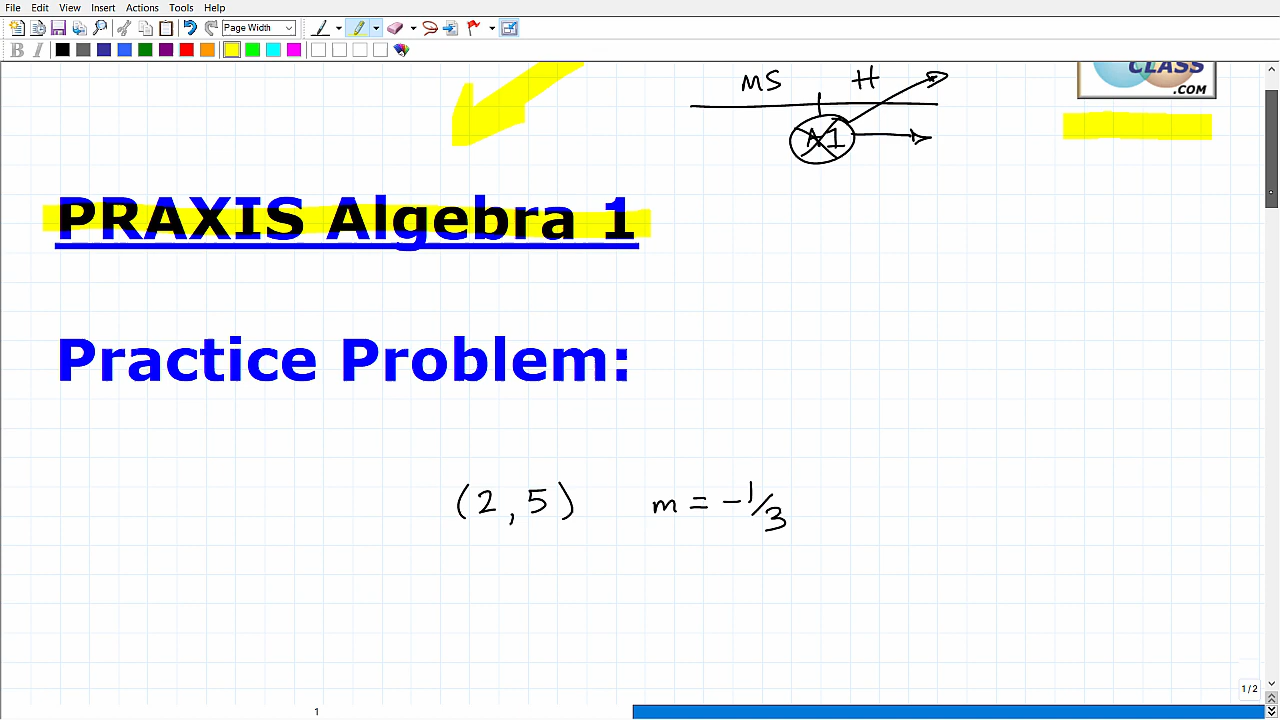 File Edit View Insert Actions Tools Help
Page Width
B I
MS H
A1
CLASS
.COM
PRAXIS Algebra 1
Practice Problem:
(2, 5) m = -1/3
1/2
1